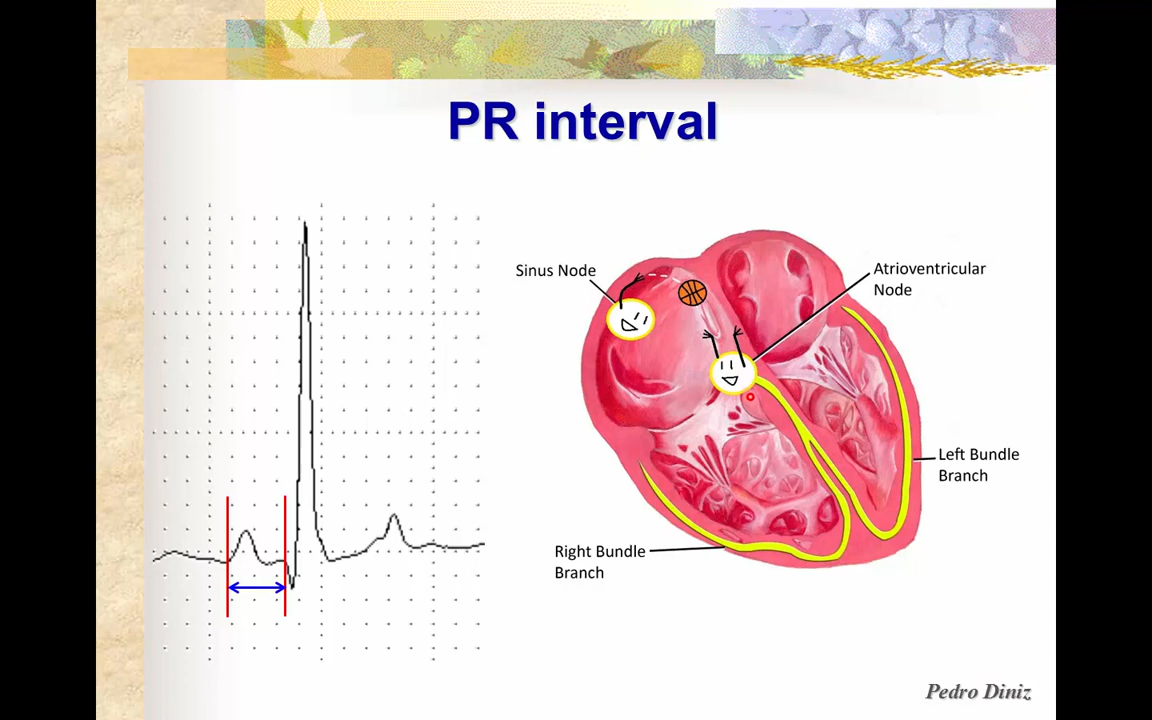 PR interval
Sinus Node
Atrioventricular
Node
Left Bundle
Branch
Right Bundle
Branch
Pedro Diniz